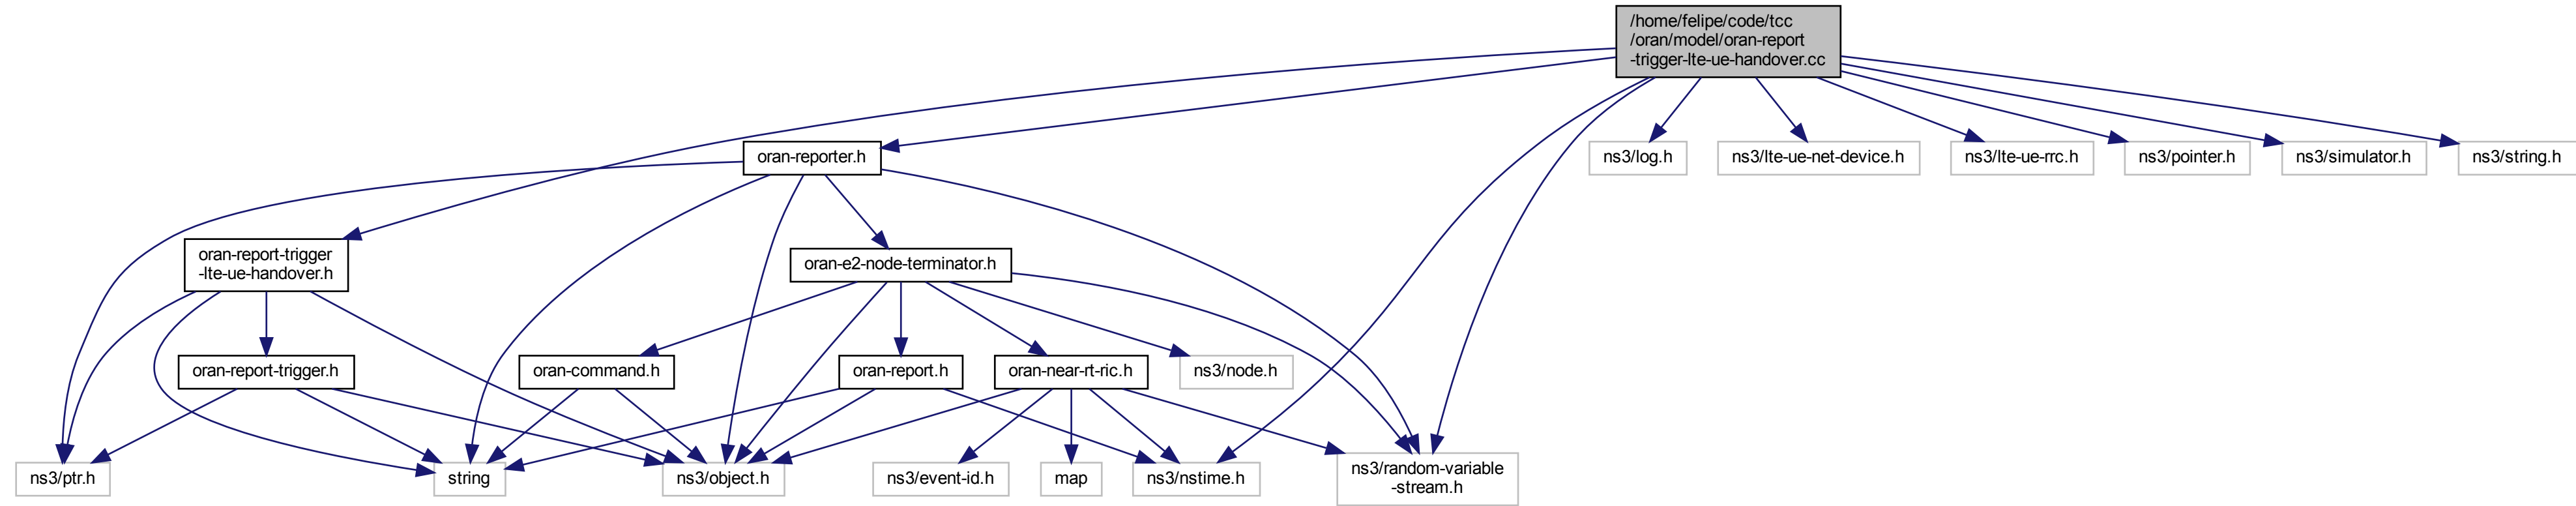 /home/felipe/code/tcc
/oran/model/oran-report
-trigger-lte-ue-handover.cc
oran-reporter.h
ns3/log.h
ns3/lte-ue-net-device.h
ns3/lte-ue-rrc.h
ns3/pointer.h
ns3/simulator.h
ns3/string.h
oran-report-trigger
-lte-ue-handover.h
oran-e2-node-terminator.h
oran-report-trigger.h
oran-command.h
oran-report.h
oran-near-rt-ric.h
ns3/node.h
ns3/ptr.h
string
ns3/object.h
ns3/event-id.h
map
ns3/nstime.h
ns3/random-variable
-stream.h